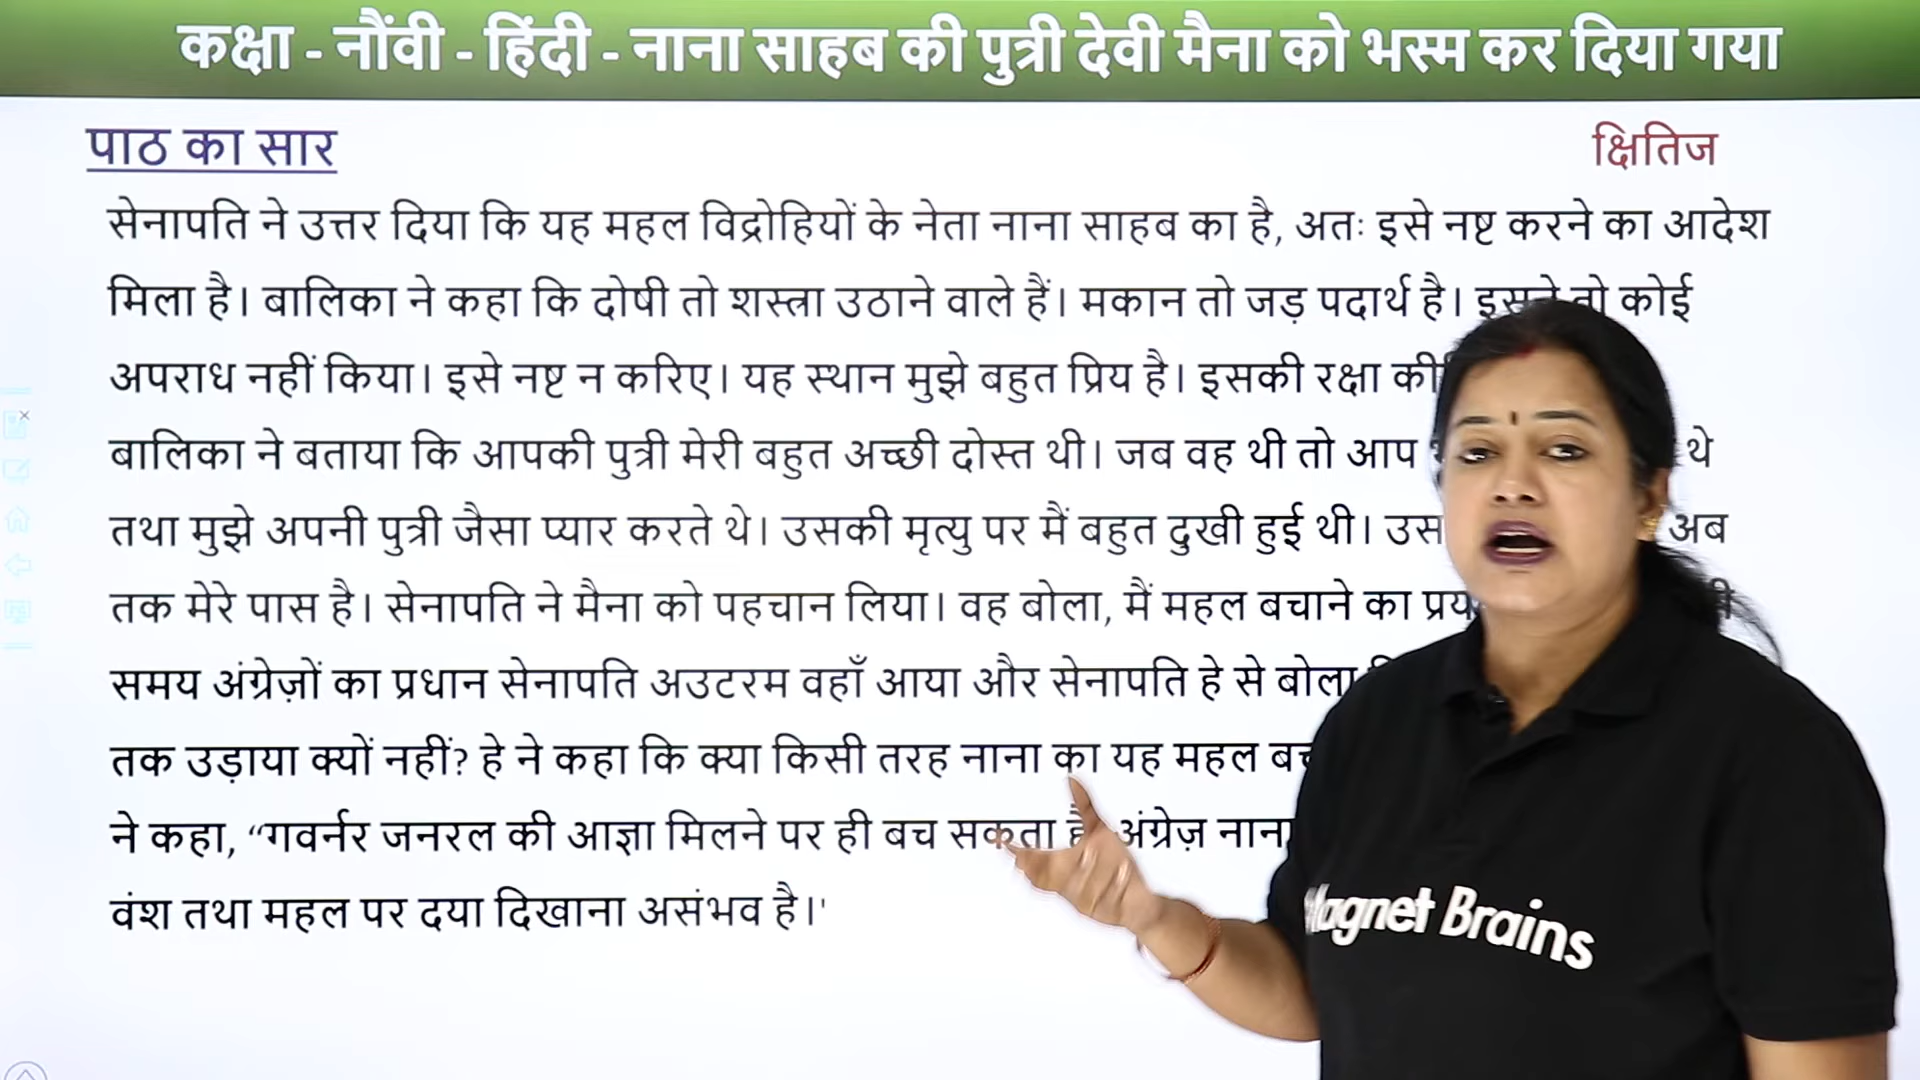 कक्षा - नौंवी - हिंदी - नाना साहब की पुत्री देवी मैना को भस्म कर दिया गया
पाठ का सार
क्षितिज
सेनापति ने उत्तर दिया कि यह महल विद्रोहियों के नेता नाना साहब का है, अतः इसे नष्ट करने का आदेश
मिला है। बालिका ने कहा कि दोषी तो शस्त्रा उठाने वाले हैं। मकान तो जड़ पदार्थ है। इसने तो कोई
अपराध नहीं किया। इसे नष्ट न करिए। यह स्थान मुझे बहुत प्रिय है। इसकी रक्षा
बालिका ने बताया कि आपकी पुत्री मेरी बहुत अच्छी दोस्त थी। जब वह थी तो आप थे
तथा मुझे अपनी पुत्री जैसा प्यार करते थे। उसकी मृत्यु पर मैं बहुत दुखी हुई थी। अब
तक मेरे पास है। सेनापति ने मैना को पहचान लिया। वह बोला, मैं महल बचाने का
समय अंग्रेज़ों का प्रधान सेनापति अउटरम वहाँ आया और सेनापति हे से बोला
तक उड़ाया क्यों नहीं? हे ने कहा कि क्या किसी तरह नाना का यह महल
ने कहा, “गवर्नर जनरल की आज्ञा मिलने पर ही बच सकता है अंग्रेज़ नाना
वंश तथा महल पर दया दिखाना असंभव है।'
Magnet Brains